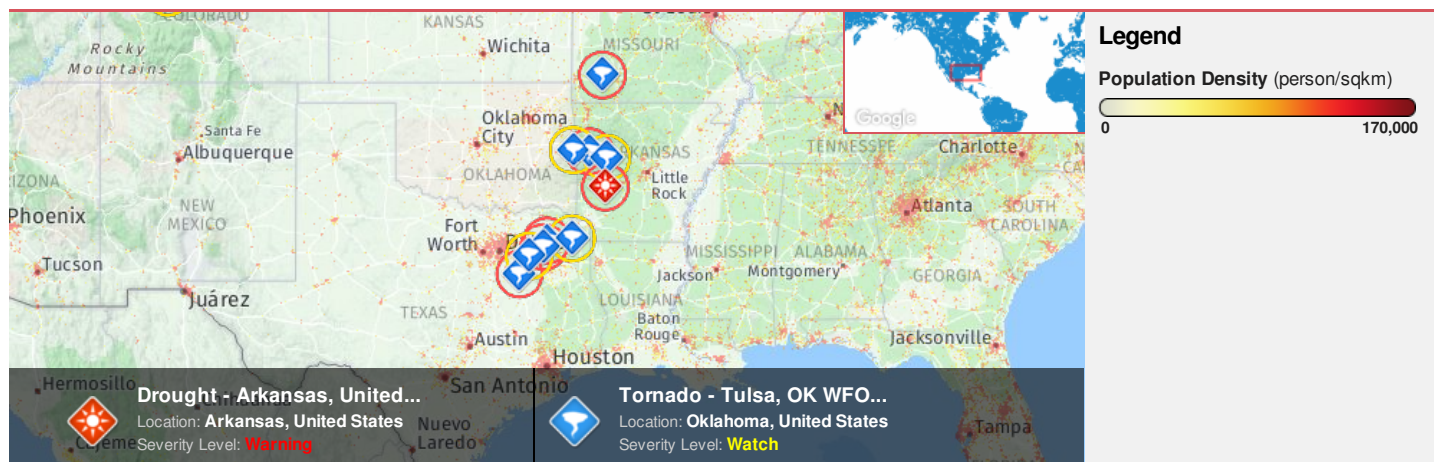 COLORADO
KANSAS
St Louis
Rocky
Mountains
Wichita
MISSOURI
Google
Oklahoma
City
Santa Fe
Albuquerque
TENNESSEE
Charlotte
OKLAHOMA
Little
Rock
NEW
MEXICO
Phoenix
Fort
Worth
Atlanta
SOUTH
CAROLINA
Tucson
MISSISSIPPI
ALABAMA
Jackson
Montgomery
GEORGIA
Juárez
TEXAS
LOUISIANA
Baton
Rouge
Austin
Houston
Jacksonville
Hermosillo
San Antonio
Nuevo
Laredo
Tampa
Drought - Arkansas, United...
Location: Arkansas, United States
Severity Level: Warning
Tornado - Tulsa, OK WFO...
Location: Oklahoma, United States
Severity Level: Watch
Legend
Population Density (person/sqkm)
0 170,000